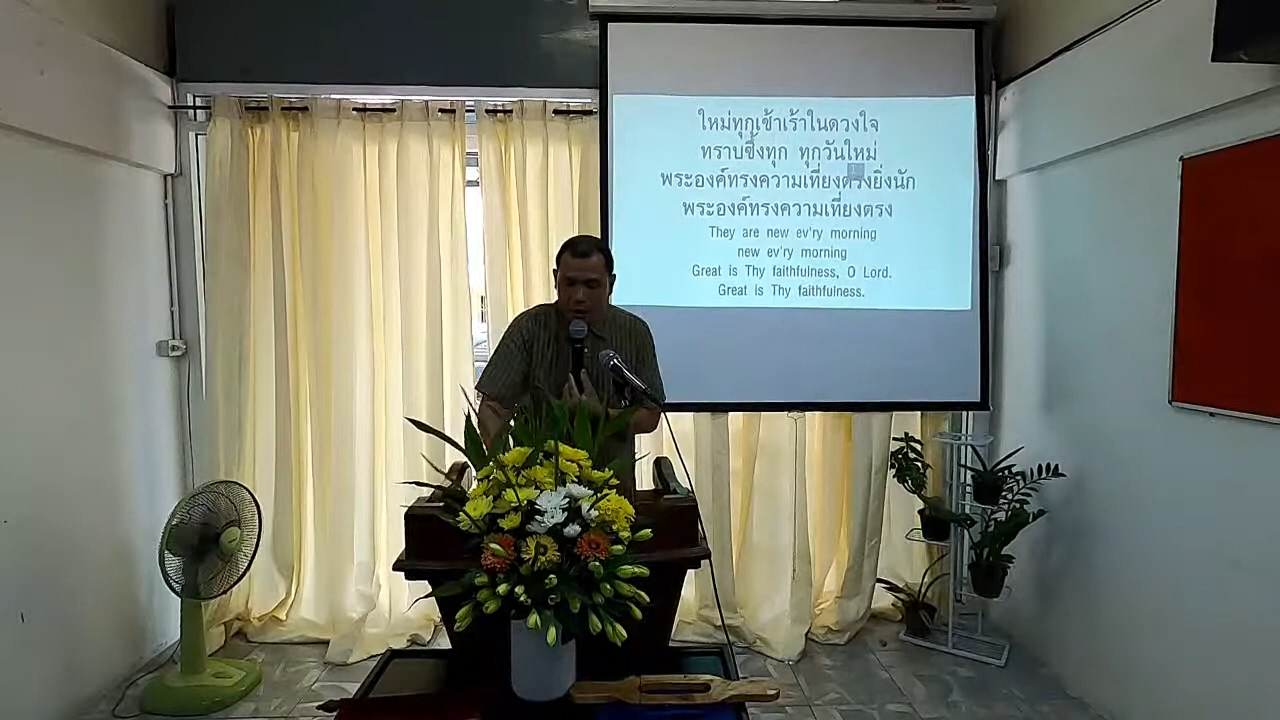 ใหม่ทุกเช้าเร้าในดวงใจ
ทราบซึ้งทุก ทุกวันใหม่
พระองค์ทรงความเที่ยงตรงยิ่งนัก
พระองค์ทรงความเที่ยงตรง
They are new ev'ry morning
new ev'ry morning
Great is Thy faithfulness, O Lord.
Great is Thy faithfulness.